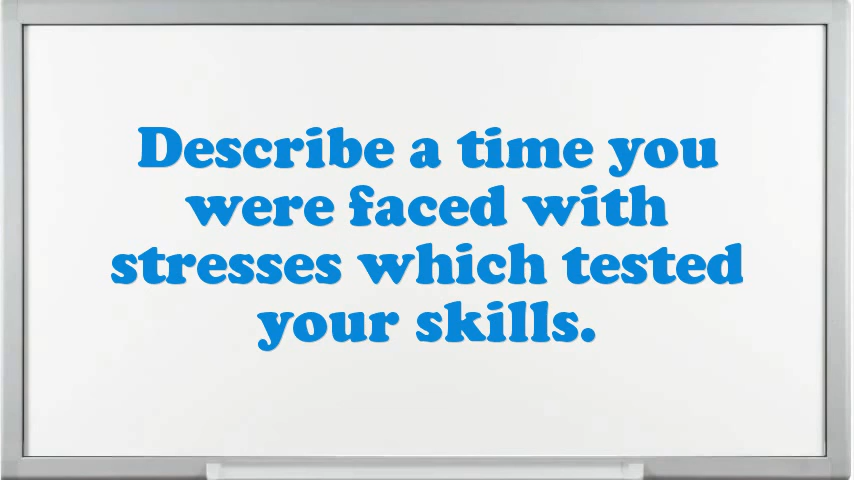 Describe a time you
were faced with
stresses which tested
your skills.